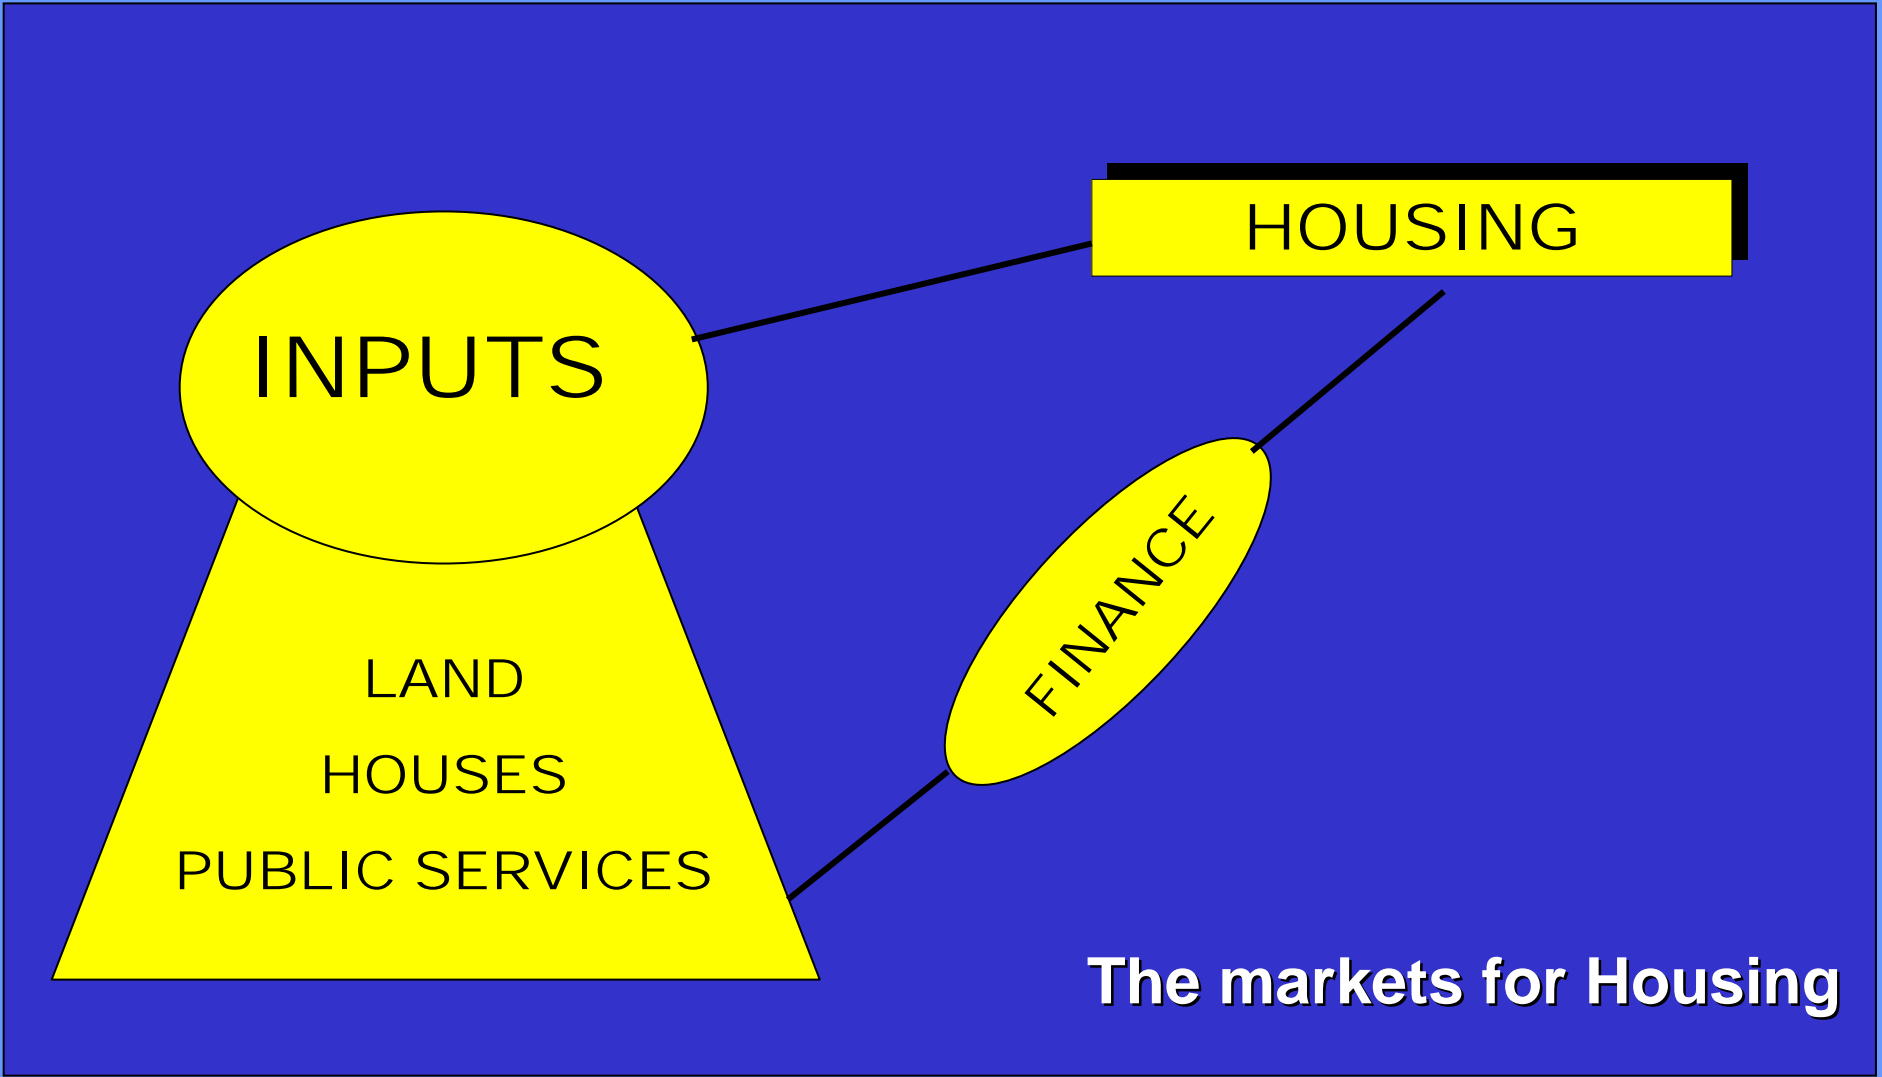 HOUSING
INPUTS
FINANCE
LAND
HOUSES
PUBLIC SERVICES
The markets for Housing